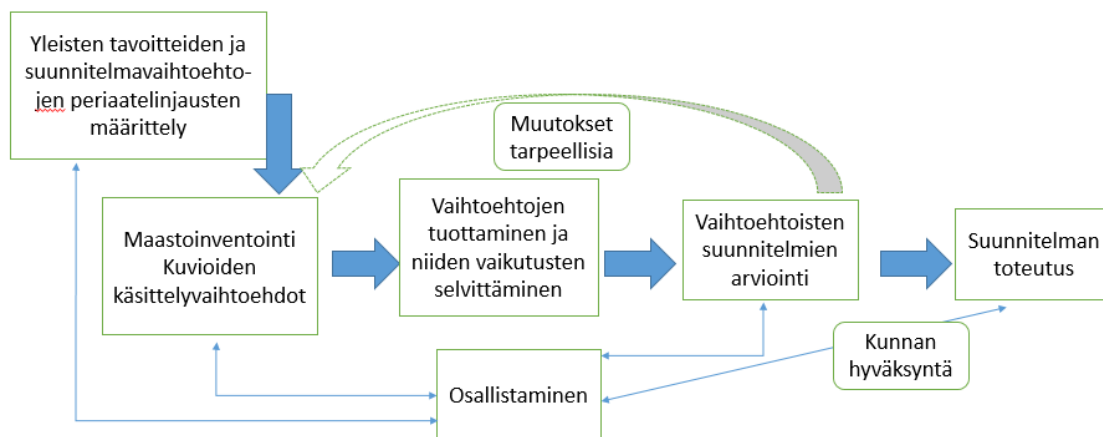 Yleisten tavoitteiden ja
suunnitelmavaihtoehto-
jen periaatelinjausten
määrittely
Muutokset
tarpeellisia
Maastoinventointi
Kuvioiden
käsittelyvaihtoehdot
Vaihtoehtojen
tuottaminen ja
niiden vaikutusten
selvittäminen
Vaihtoehtoisten
suunnitelmien
arviointi
Suunnitelman
toteutus
Osallistaminen
Kunnan
hyväksyntä